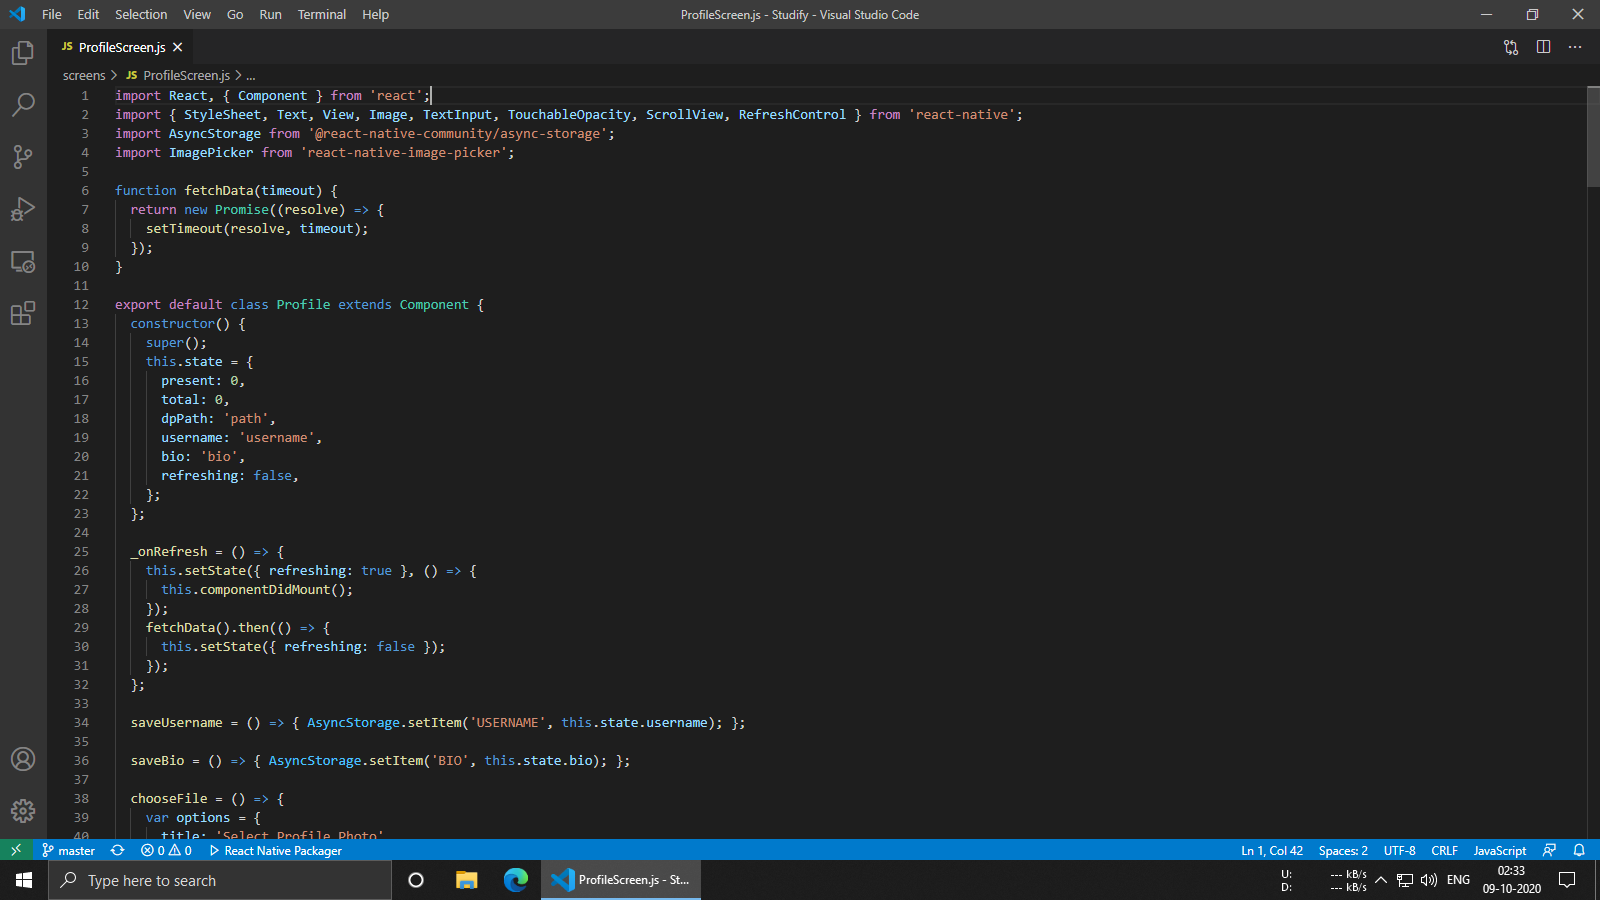 File Edit Selection View Go Run Terminal Help ProfileScreen.js - Studify - Visual Studio Code
JS ProfileScreen.js
screens > JS ProfileScreen.js > ...
1 import React, { Component } from 'react';
2 import { StyleSheet, Text, View, Image, TextInput, TouchableOpacity, ScrollView, RefreshControl } from 'react-native';
3 import AsyncStorage from '@react-native-community/async-storage';
4 import ImagePicker from 'react-native-image-picker';
5
6 function fetchData(timeout) {
7 return new Promise((resolve) => {
8 setTimeout(resolve, timeout);
9 });
10 }
11
12 export default class Profile extends Component {
13 constructor() {
14 super();
15 this.state = {
16 present: 0,
17 total: 0,
18 dpPath: 'path',
19 username: 'username',
20 bio: 'bio',
21 refreshing: false,
22 };
23 };
24
25 _onRefresh = () => {
26 this.setState({ refreshing: true }, () => {
27 this.componentDidMount();
28 });
29 fetchData().then(() => {
30 this.setState({ refreshing: false });
31 });
32 };
33
34 saveUsername = () => { AsyncStorage.setItem('USERNAME', this.state.username); };
35
36 saveBio = () => { AsyncStorage.setItem('BIO', this.state.bio); };
37
38 chooseFile = () => {
39 var options = {
40 title: 'Select Profile Photo'
master 0 0 React Native Packager Ln 1, Col 42 Spaces: 2 UTF-8 CRLF JavaScript
Type here to search ProfileScreen.js - St... U: --- kB/s D: --- kB/s ENG 02:33 09-10-2020